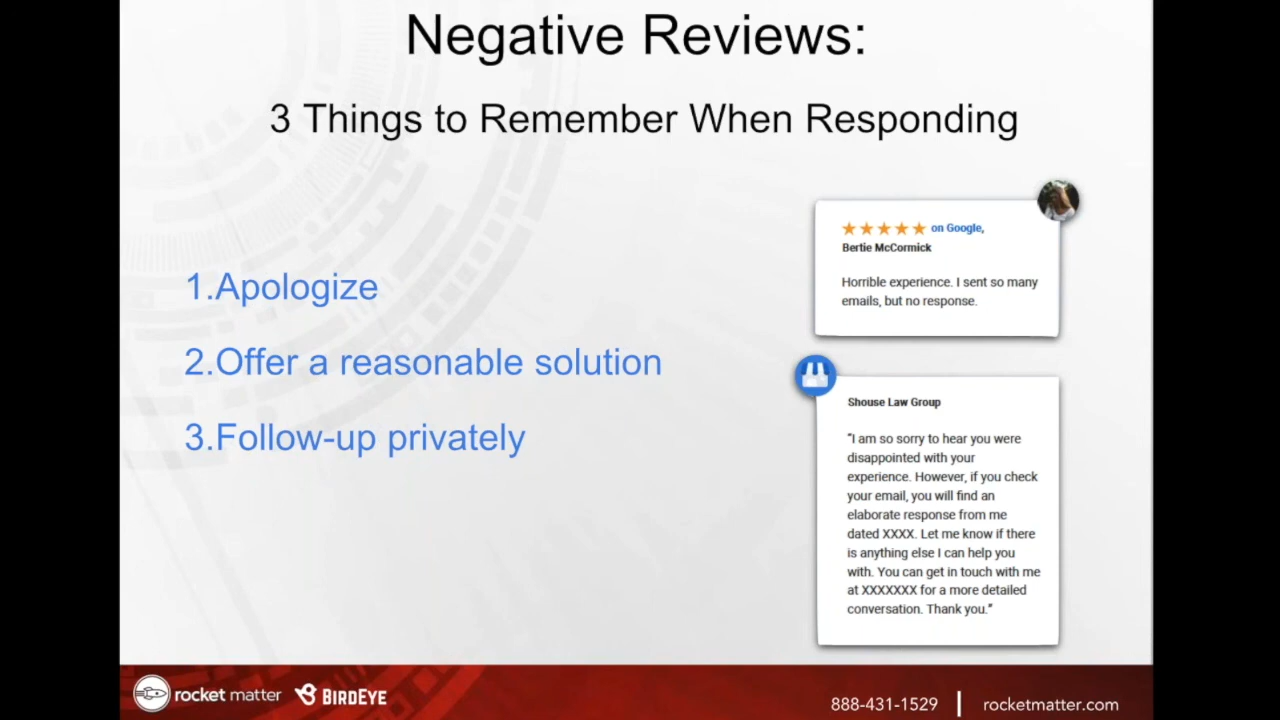 Negative Reviews:
3 Things to Remember When Responding
1.Apologize
2.Offer a reasonable solution
3.Follow-up privately
on Google,
Bertie McCormick
Horrible experience. I sent so many
emails, but no response.
Shouse Law Group
"I am so sorry to hear you were
disappointed with your
experience. However, if you check
your email, you will find an
elaborate response from me
dated XXXX. Let me know if there
is anything else I can help you
with. You can get in touch with me
at XXXXXXX for a more detailed
conversation. Thank you."
rocket matter BIRDEYE
888-431-1529 | rocketmatter.com